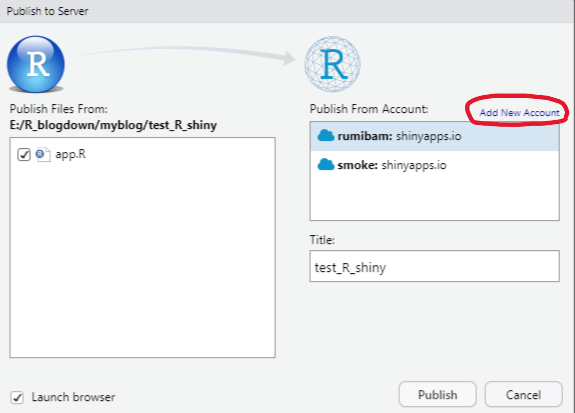 Publish to Server
R
R
Publish Files From:
E:/R_blogdown/myblog/test_R_shiny
app.R
Publish From Account:
Add New Account
rumibam: shinyapps.io
smoke: shinyapps.io
Title:
test_R_shiny
Launch browser
Publish
Cancel